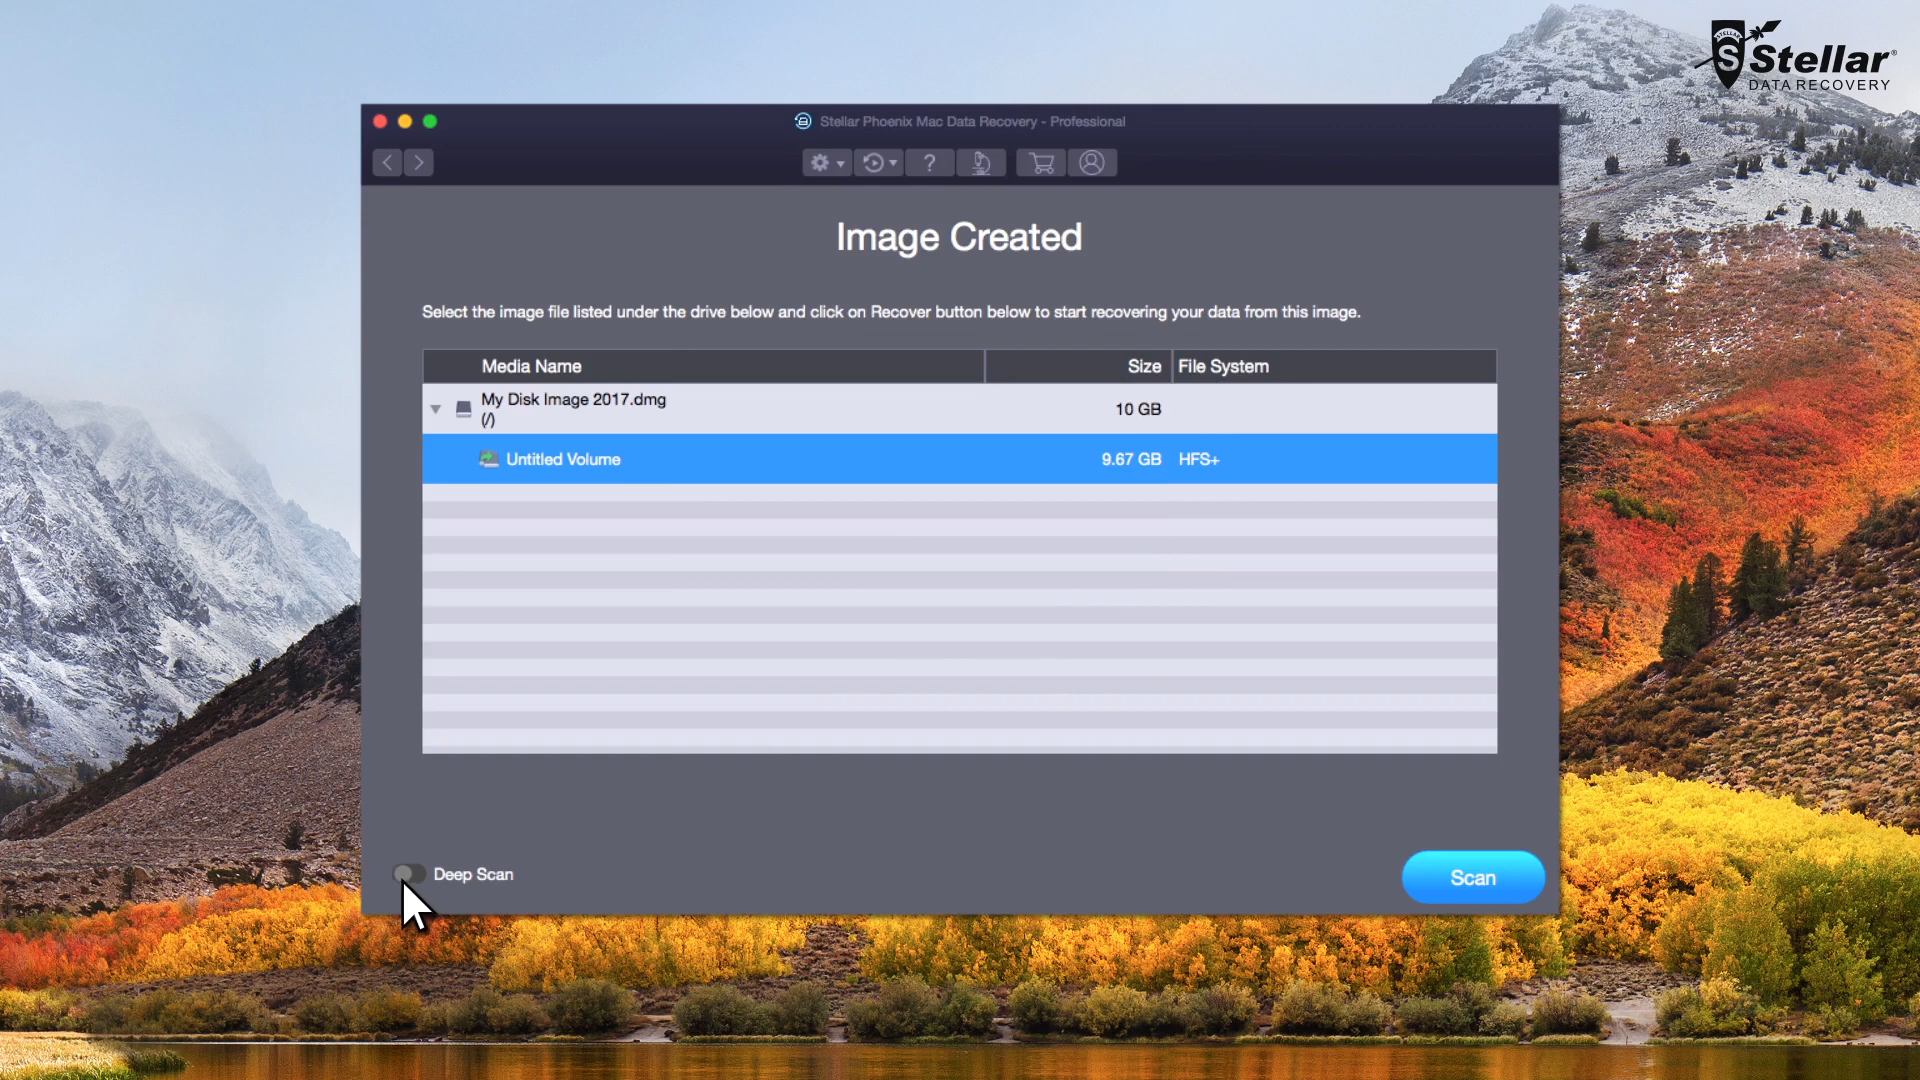 STELLAR
S Stellar®
DATA RECOVERY
Stellar Phoenix Mac Data Recovery - Professional
?
Image Created
Select the image file listed under the drive below and click on Recover button below to start recovering your data from this image.
Media Name Size File System
My Disk Image 2017.dmg
(/) 10 GB
Untitled Volume 9.67 GB HFS+
Deep Scan Scan